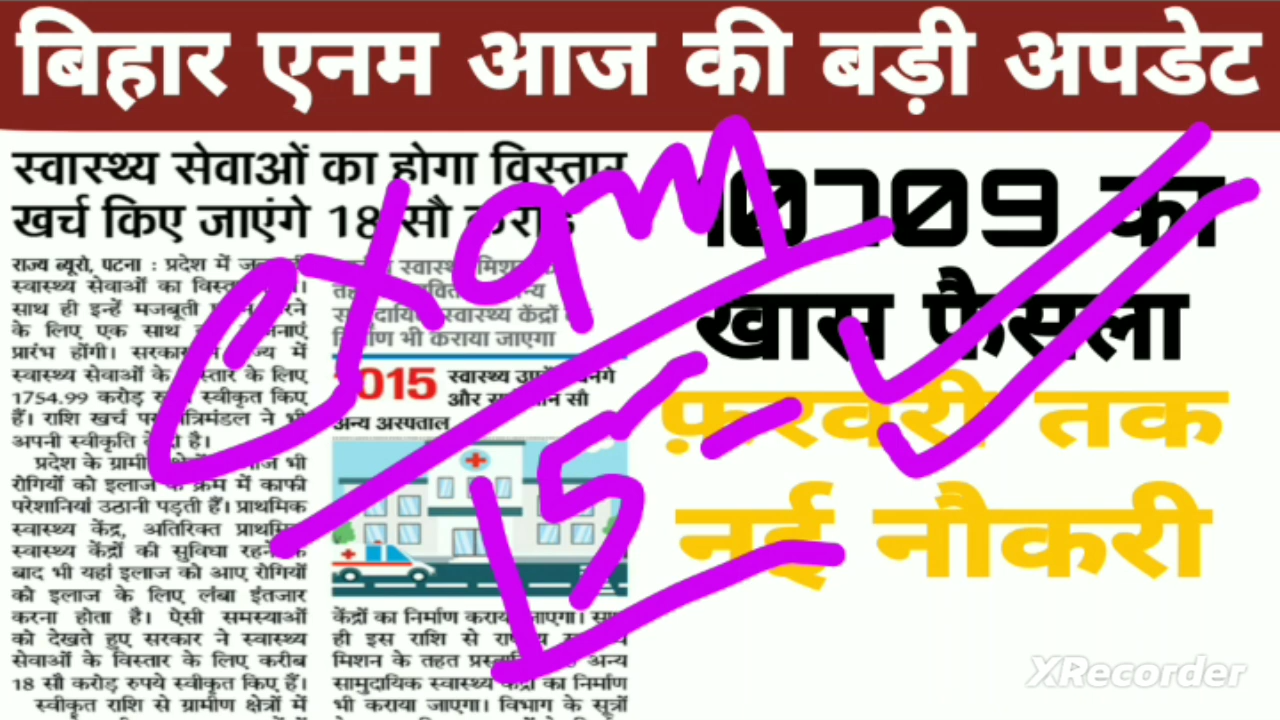 बिहार एनम आज की बड़ी अपडेट
स्वास्थ्य सेवाओं का होगा विस्तार
खर्च किए जाएंगे 18 सौ करोड़
राज्य ब्यूरो, पटना : प्रदेश में
स्वास्थ्य सेवाओं का विस्तार
साथ ही इन्हें मजबूती
के लिए एक साथ
प्रारंभ होंगी। सरकार
स्वास्थ्य सेवाओं के विस्तार के लिए
1754.99 करोड़ स्वीकृत किए
हैं। राशि खर्च पर मंत्रिमंडल ने भी
अपनी स्वीकृति दे दी है।
प्रदेश के ग्रामीण भी
रोगियों को इलाज के क्रम में काफी
परेशानियां उठानी पड़ती हैं। प्राथमिक
स्वास्थ्य केंद्र, अतिरिक्त प्राथमिक
स्वास्थ्य केंद्रों की सुविधा रहने के
बाद भी यहां इलाज को आए रोगियों
को इलाज के लिए लंबा इंतजार
करना होता है। ऐसी समस्याओं
को देखते हुए सरकार ने स्वास्थ्य
सेवाओं के विस्तार के लिए करीब
18 सौ करोड़ रुपये स्वीकृत किए हैं।
स्वीकृत राशि से ग्रामीण क्षेत्रों में
स्वास्थ्य
अन्य
सामुदायिक स्वास्थ्य केंद्रों
निर्माण भी कराया जाएगा
2015 स्वास्थ्य
और सौ
अन्य अस्पताल
केंद्रों का निर्माण कराया जाएगा। साथ
ही इस राशि से राष्ट्रीय स्वास्थ्य
मिशन के तहत अन्य
सामुदायिक स्वास्थ्य केंद्रों का निर्माण
भी कराया जाएगा। विभाग के सूत्रों
10709 का
खास फैसला
फ़रवरी तक
नई नौकरी
exam
15
XRecorder